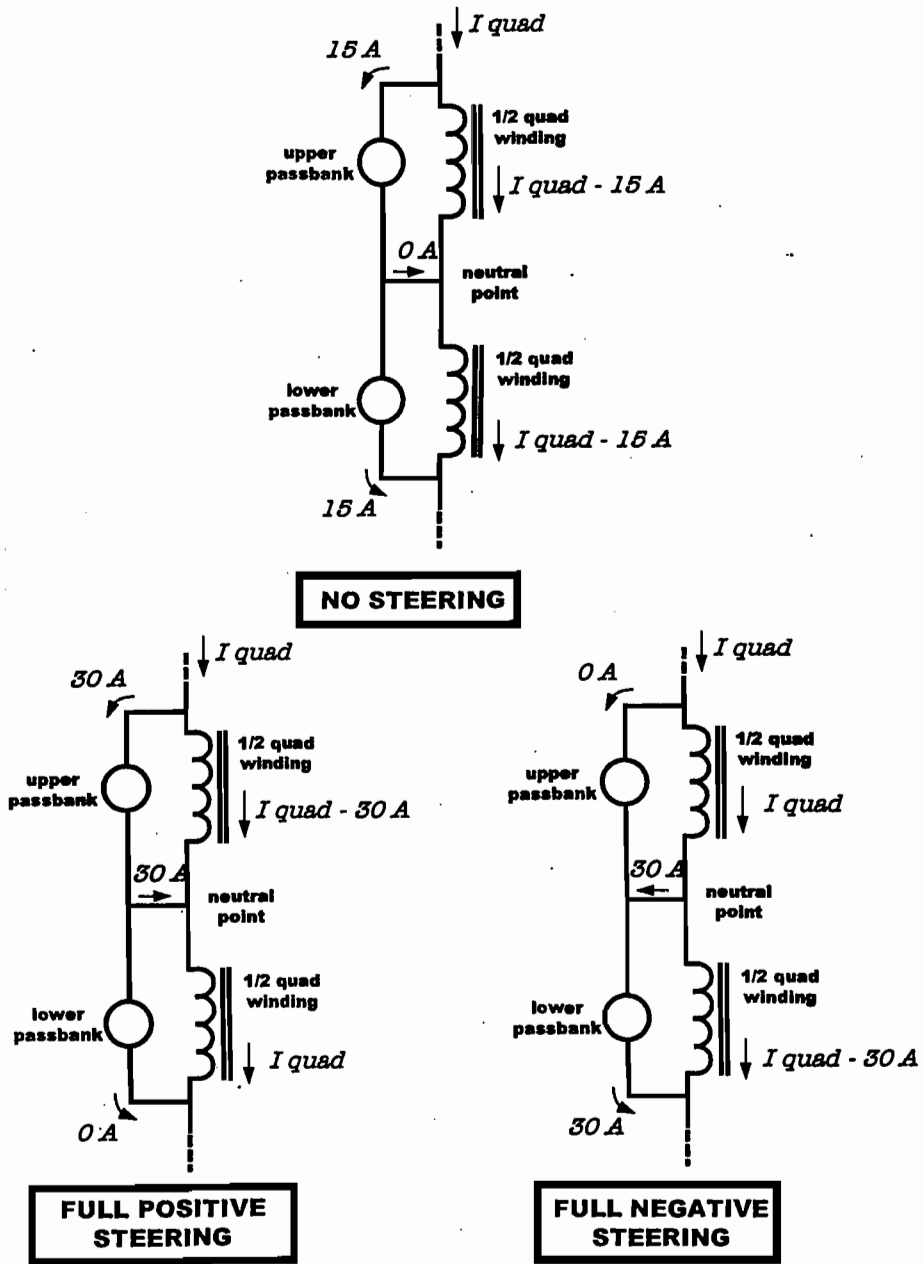 I quad
15 A
1/2 quad
winding
upper
passbank
I quad - 15 A
0 A
neutral
point
1/2 quad
winding
lower
passbank
I quad - 15 A
15 A
NO STEERING
I quad
30 A
1/2 quad
winding
upper
passbank
I quad - 30 A
30 A
neutral
point
1/2 quad
winding
lower
passbank
I quad
0 A
FULL POSITIVE
STEERING
I quad
0 A
1/2 quad
winding
upper
passbank
I quad
30 A
neutral
point
1/2 quad
winding
lower
passbank
I quad - 30 A
30 A
FULL NEGATIVE
STEERING